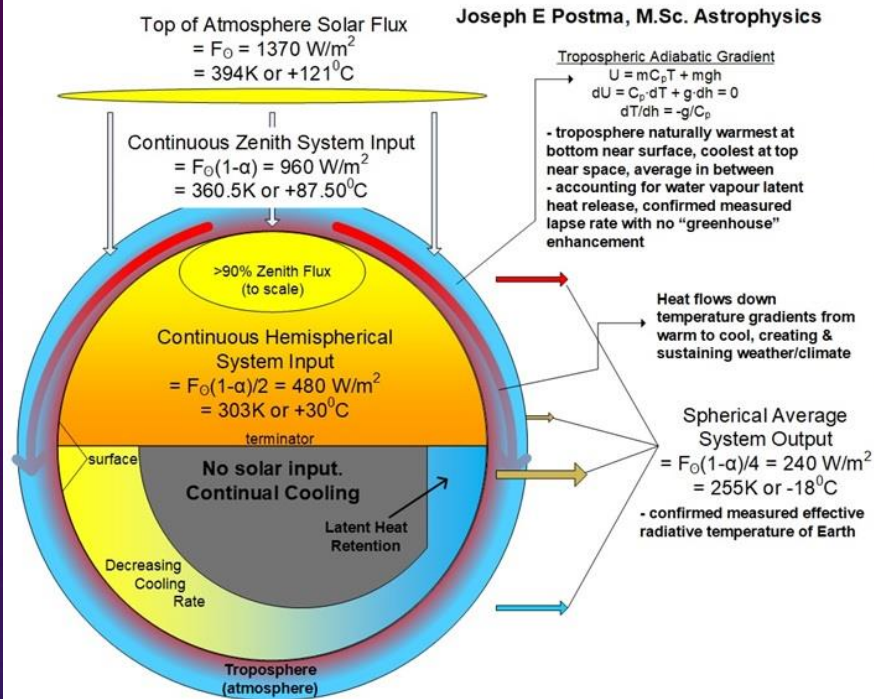 Joseph E Postma, M.Sc. Astrophysics
Top of Atmosphere Solar Flux
= F⊙ = 1370 W/m²
= 394K or +121⁰C
Continuous Zenith System Input
= F⊙(1-α) = 960 W/m²
= 360.5K or +87.50⁰C
Tropospheric Adiabatic Gradient
U = mCₚT + mgh
dU = Cₚ·dT + g·dh = 0
dT/dh = -g/Cₚ
- troposphere naturally warmest at
bottom near surface, coolest at top
near space, average in between
- accounting for water vapour latent
heat release, confirmed measured
lapse rate with no “greenhouse”
enhancement
>90% Zenith Flux
(to scale)
Continuous Hemispherical
System Input
= F⊙(1-α)/2 = 480 W/m²
= 303K or +30⁰C
terminator
Heat flows down
temperature gradients from
warm to cool, creating &
sustaining weather/climate
surface
No solar input.
Continual Cooling
Latent Heat
Retention
Decreasing
Cooling
Rate
Troposphere
(atmosphere)
Spherical Average
System Output
= F⊙(1-α)/4 = 240 W/m²
= 255K or -18⁰C
- confirmed measured effective
radiative temperature of Earth